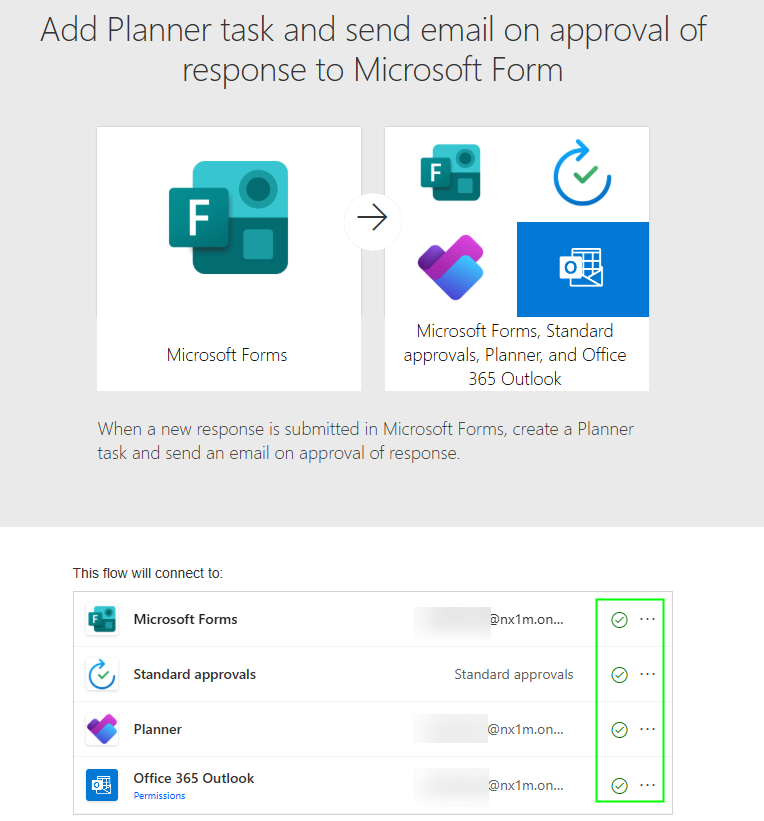 Add Planner task and send email on approval of
response to Microsoft Form
F
F
Microsoft Forms
Microsoft Forms, Standard
approvals, Planner, and Office
365 Outlook
When a new response is submitted in Microsoft Forms, create a Planner
task and send an email on approval of response.
This flow will connect to:
F Microsoft Forms @nx1m.on... ...
Standard approvals Standard approvals ...
Planner @nx1m.on... ...
Office 365 Outlook @nx1m.on... ...
Permissions